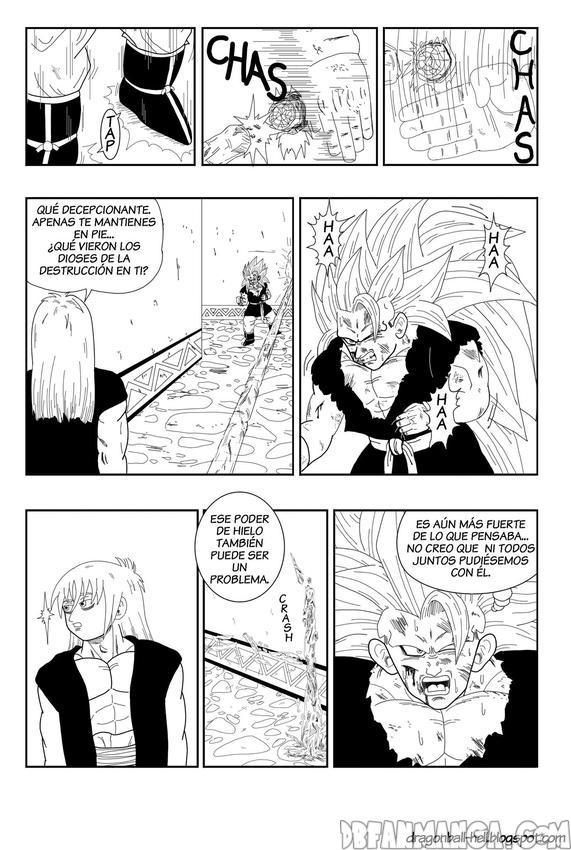 TAP
CHAS
CHAS
QUÉ DECEPCIONANTE.
APENAS TE MANTIENES
EN PIE...
¿QUÉ VIERON LOS
DIOSES DE LA
DESTRUCCIÓN EN TI?
HAA
HAA
HAA
ESE PODER
DE HIELO
TAMBIÉN
PUEDE SER
UN
PROBLEMA.
CRASH
ES AÚN MÁS FUERTE
DE LO QUE PENSABA...
NO CREO QUE NI TODOS
JUNTOS PUDIÉSEMOS
CON ÉL.
dragonball-hell.blogspot.com
DBFANMANGA.COM